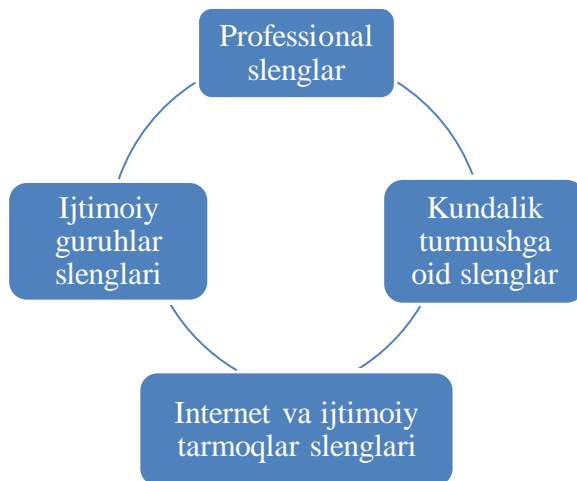 Professional
slenglar
Ijtimoiy
guruhlar
slenglari
Kundalik
turmushga
oid slenglar
Internet va ijtimoiy
tarmoqlar slenglari